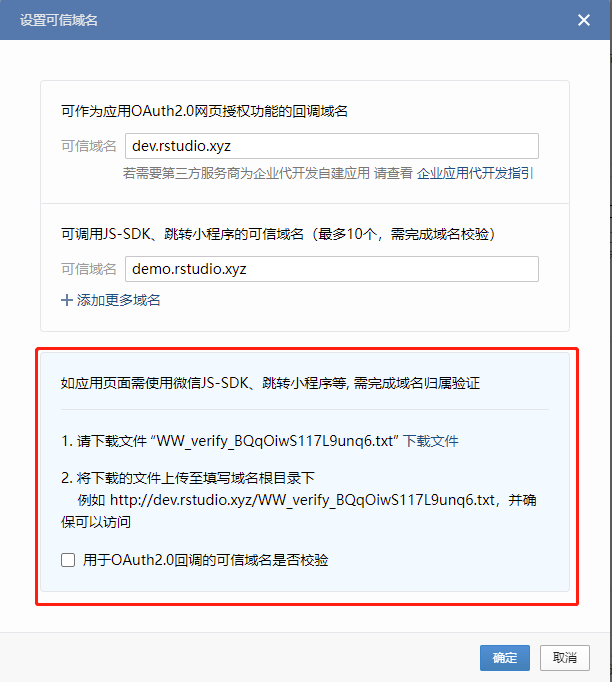 设置可信域名
可作为应用OAuth2.0网页授权功能的回调域名
可信域名 dev.rstudio.xyz
若需要第三方服务商为企业代开发自建应用 请查看 企业应用代开发指引
可调用JS-SDK、跳转小程序的可信域名（最多10个，需完成域名校验）
可信域名 demo.rstudio.xyz
添加更多域名
如应用页面需使用微信JS-SDK、跳转小程序等, 需完成域名归属验证
1. 请下载文件 “WW_verify_BQqOiwS117L9unq6.txt” 下载文件
2. 将下载的文件上传至填写域名根目录下
例如 http://dev.rstudio.xyz/WW_verify_BQqOiwS117L9unq6.txt，并确
保可以访问
用于OAuth2.0回调的可信域名是否校验
确定 取消